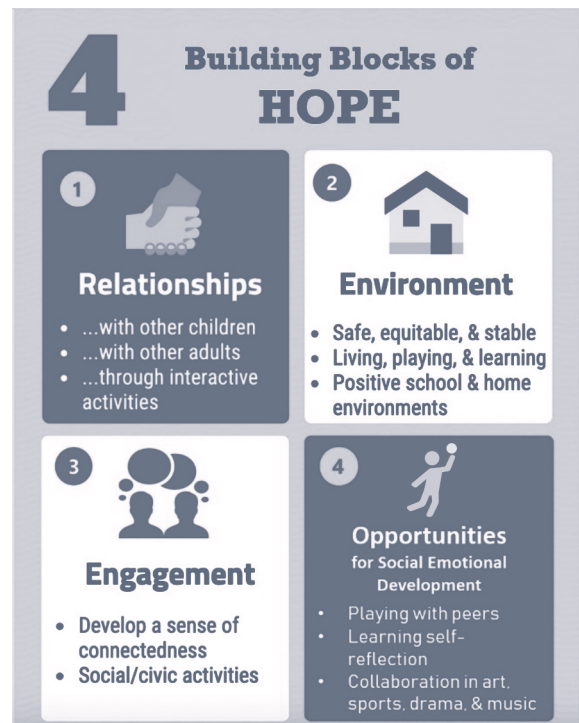 4
Building Blocks of
HOPE
1
Relationships
• ...with other children
• ...with other adults
• ...through interactive
activities
2
Environment
• Safe, equitable, & stable
• Living, playing, & learning
• Positive school & home
environments
3
Engagement
• Develop a sense of
connectedness
• Social/civic activities
4
Opportunities
for Social Emotional
Development
• Playing with peers
• Learning self-
reflection
• Collaboration in art,
sports, drama, & music